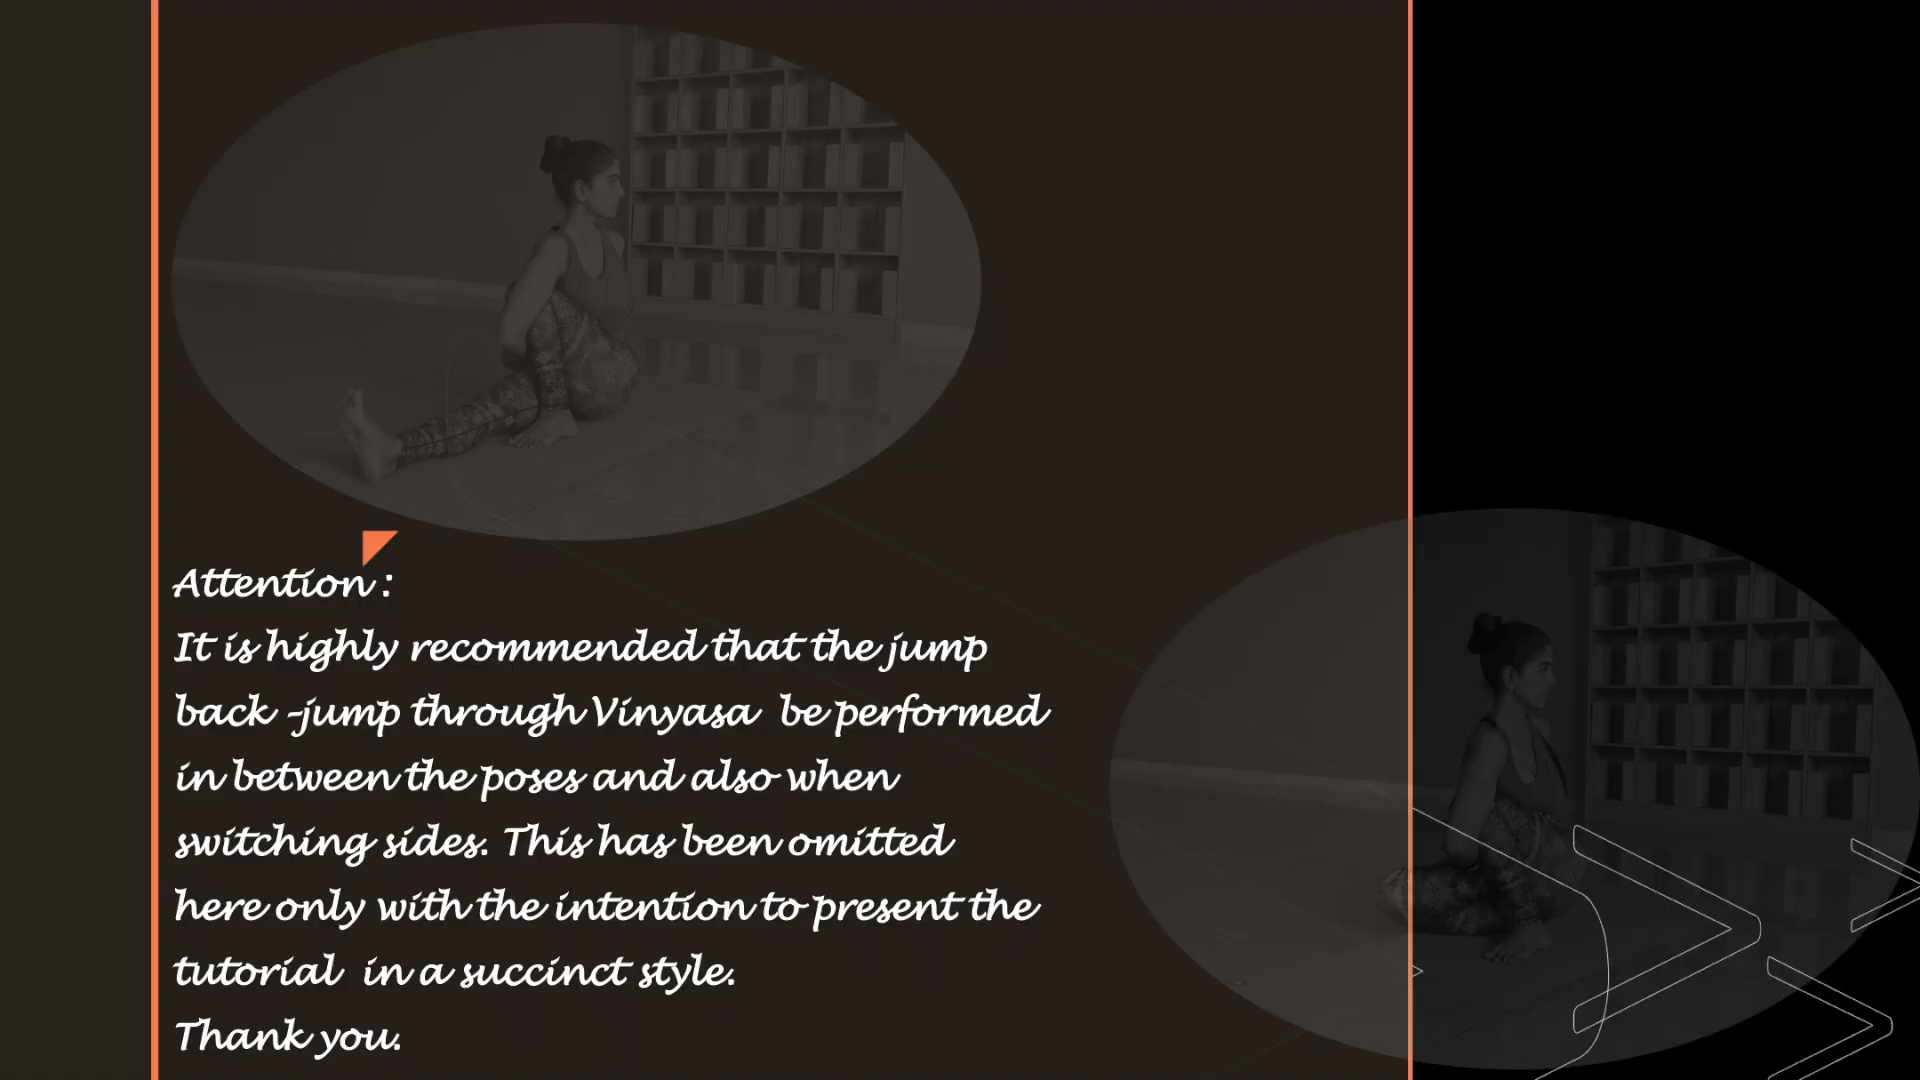 Attention :
It is highly recommended that the jump
back -jump through Vinyasa be performed
in between the poses and also when
switching sides. This has been omitted
here only with the intention to present the
tutorial in a succinct style.
Thank you.